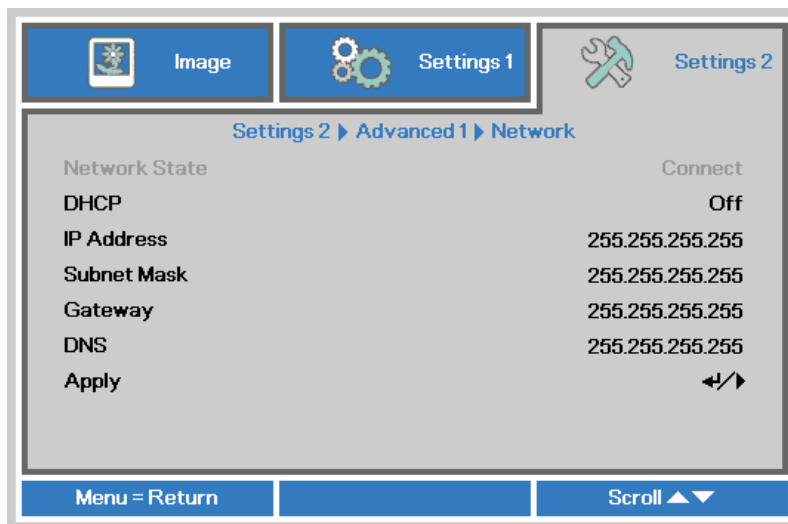 Image Settings 1 Settings 2
Settings 2 Advanced 1 Network
Network State Connect
DHCP Off
IP Address 255.255.255.255
Subnet Mask 255.255.255.255
Gateway 255.255.255.255
DNS 255.255.255.255
Apply /
Menu = Return Scroll